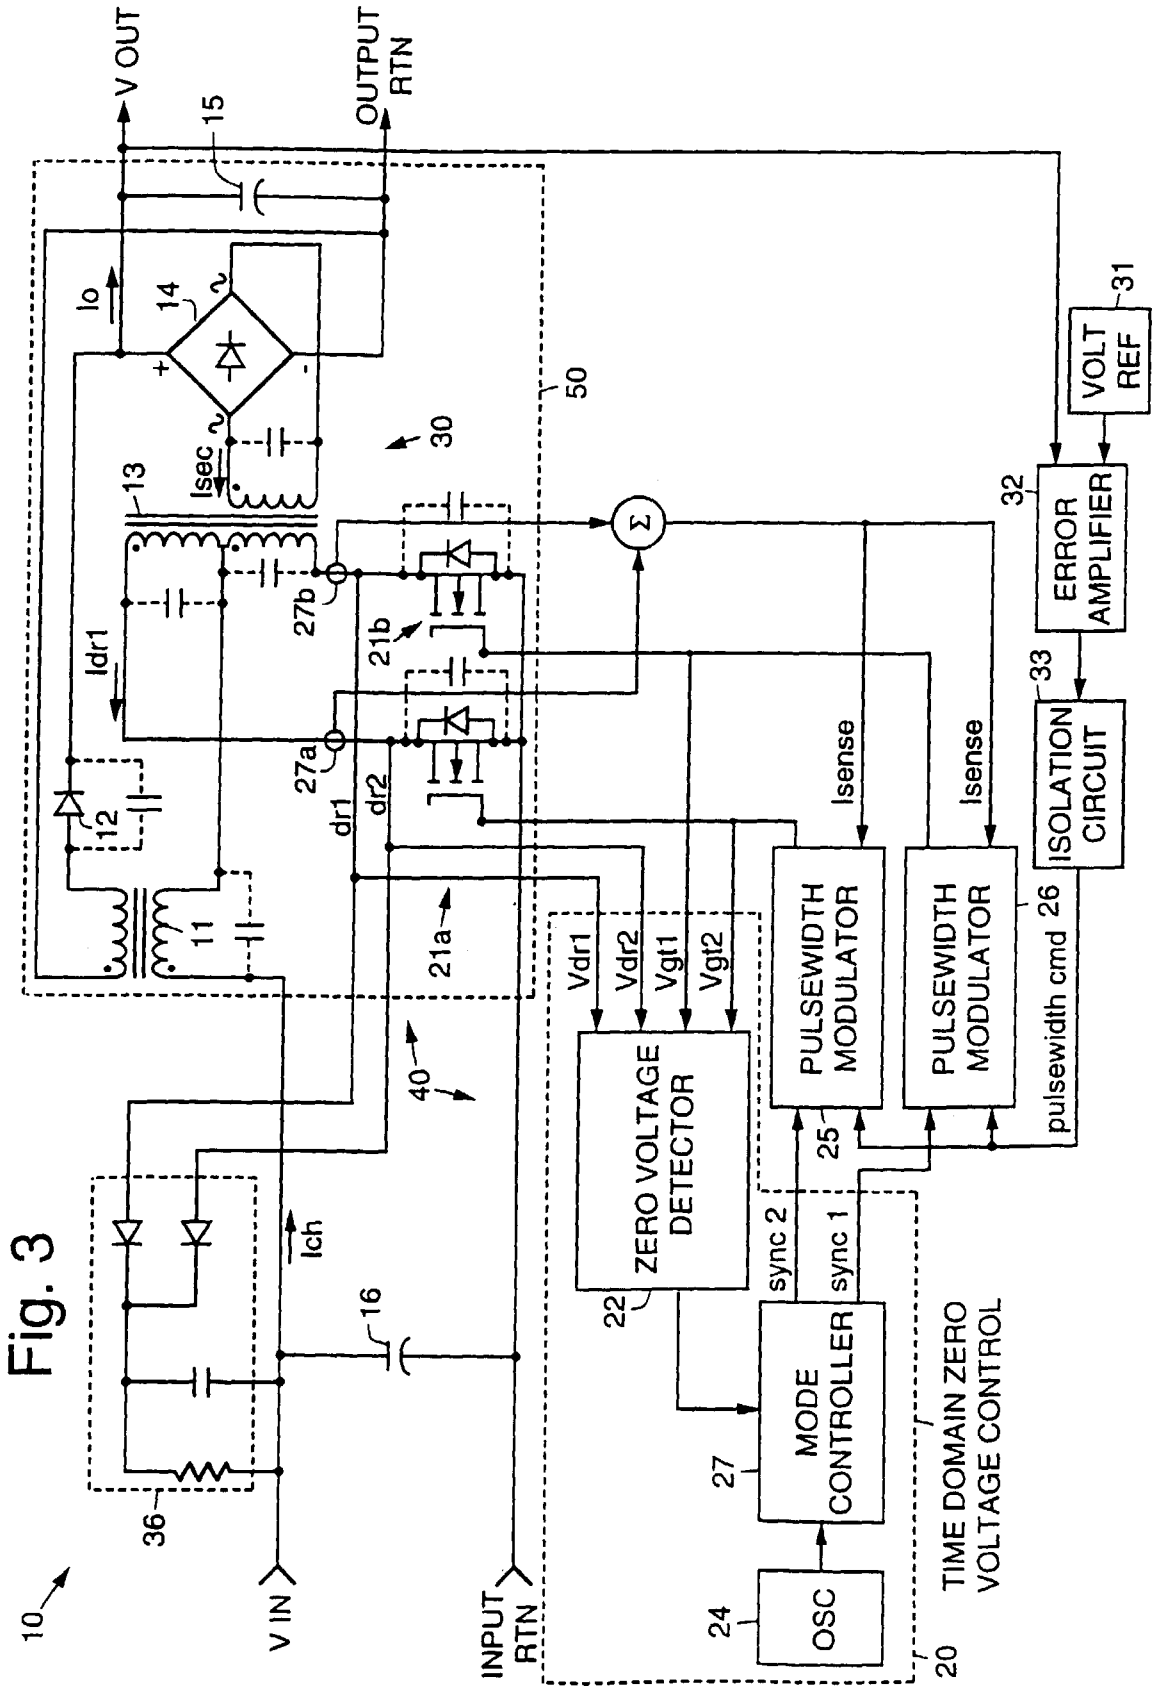 Fig. 3
10
36
V IN
INPUT
RTN
Ich
16
40
11
12
Idr1
13
Isec
Io
14
+
-
15
V OUT
OUTPUT
RTN
dr1
dr2
27a
27b
21a
21b
30
50
Σ
Vdr1
Vdr2
Vgt1
Vgt2
ZERO VOLTAGE
DETECTOR
22
OSC
24
MODE
CONTROLLER
27
sync 2
sync 1
20
TIME DOMAIN ZERO
VOLTAGE CONTROL
PULSEWIDTH
MODULATOR
25
PULSEWIDTH
MODULATOR
26
Isense
Isense
pulsewidth cmd
ISOLATION
CIRCUIT
33
ERROR
AMPLIFIER
32
VOLT
REF
31